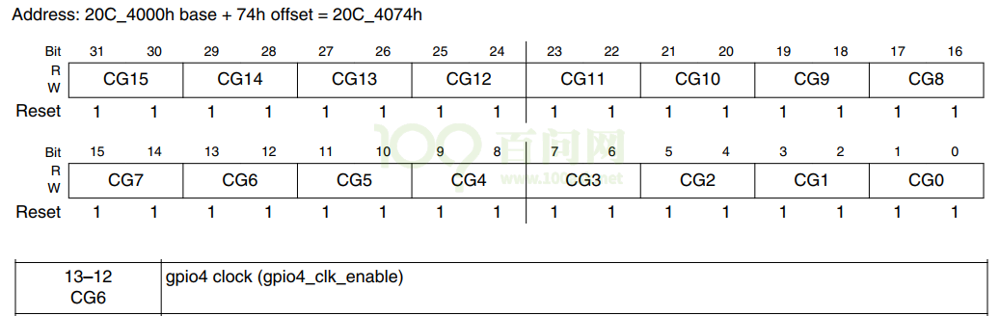 Address: 20C_4000h base + 74h offset = 20C_4074h
Bit 31 30 29 28 27 26 25 24 23 22 21 20 19 18 17 16
R
W
CG15 CG14 CG13 CG12 CG11 CG10 CG9 CG8
Reset 1 1 1 1 1 1 1 1 1 1 1 1 1 1 1 1
100 百问网
Bit 15 14 13 12 11 10 9 8 7 6 5 4 3 2 1 0
R
W
CG7 CG6 CG5 CG4 CG3 CG2 CG1 CG0
Reset 1 1 1 1 1 1 1 1 1 1 1 1 1 1 1 1
13–12
CG6
gpio4 clock (gpio4_clk_enable)